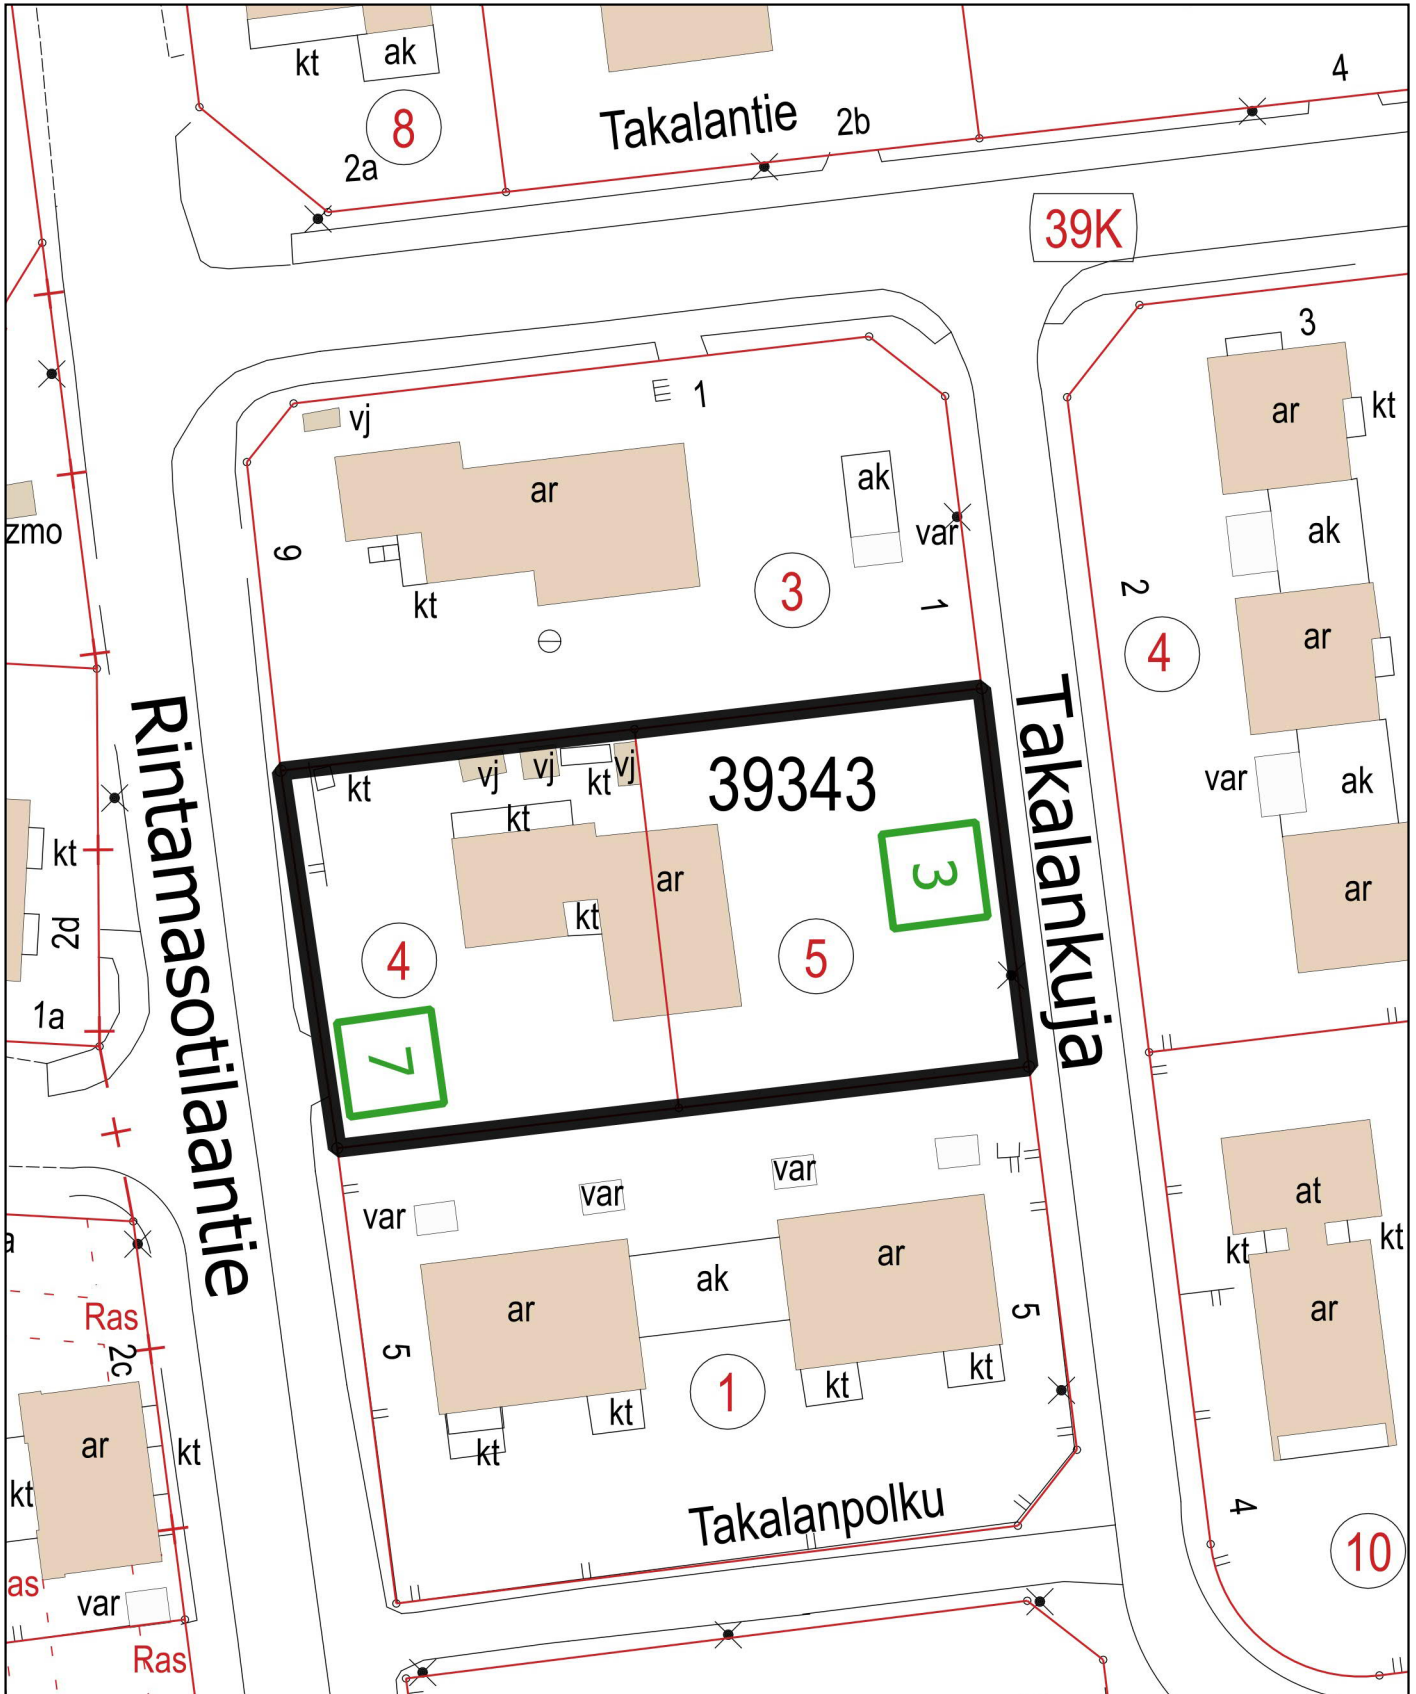 kt
ak
8
2a
Takalantie
2b
4
39K
3
ar
kt
vj
1
ar
ak
var
zmo
9
kt
3
1
ak
2
4
ar
Rintamasotilaantie
Takalankuja
kt
vj
vj
kt
vj
39343
kt
var
ak
kt
ar
3
ar
2d
kt
4
5
1a
7
var
var
var
at
kt
kt
ar
ak
ar
ar
5
5
Ras
2c
kt
kt
1
kt
kt
ar
kt
kt
Takalanpolku
4
10
as
var
Ras